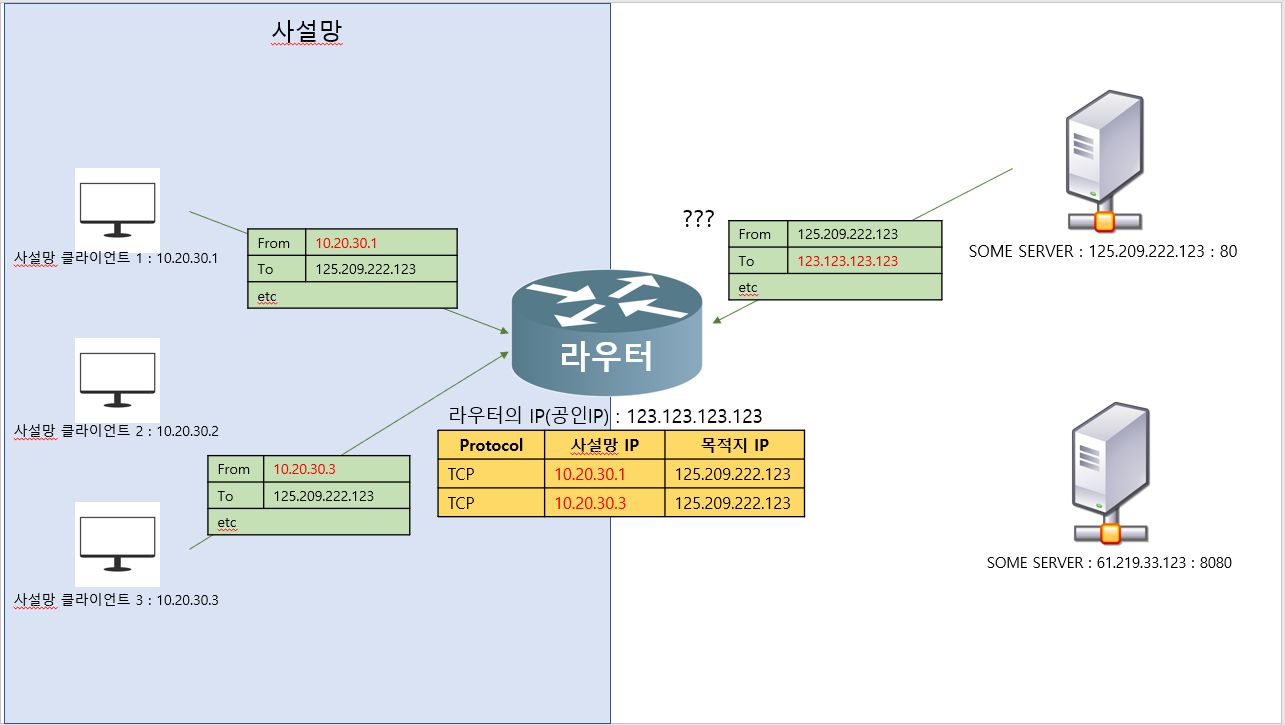 사설망
사설망 클라이언트 1 : 10.20.30.1
From 10.20.30.1
To 125.209.222.123
etc
???
From 125.209.222.123
To 123.123.123.123
etc
SOME SERVER : 125.209.222.123 : 80
라우터
라우터의 IP(공인IP) : 123.123.123.123
Protocol 사설망 IP 목적지 IP
TCP 10.20.30.1 125.209.222.123
TCP 10.20.30.3 125.209.222.123
사설망 클라이언트 2 : 10.20.30.2
From 10.20.30.3
To 125.209.222.123
etc
사설망 클라이언트 3 : 10.20.30.3
SOME SERVER : 61.219.33.123 : 8080